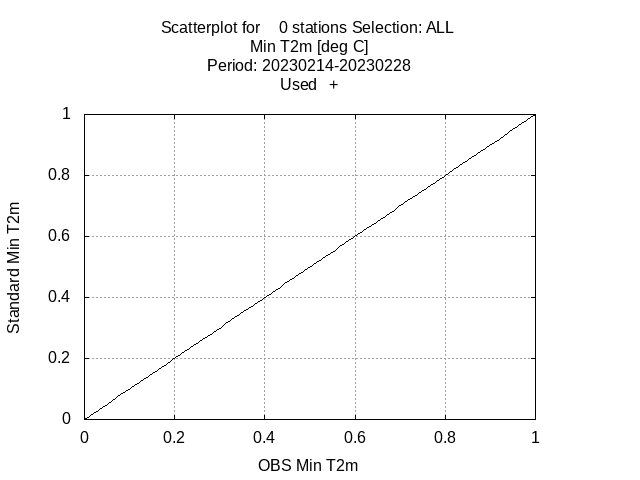 Scatterplot for    0 stations Selection: ALL
Min T2m [deg C]
Period: 20230214-20230228
Used   +
1
0.8
0.6
0.4
0.2
0
Standard Min T2m
0 0.2 0.4 0.6 0.8 1
OBS Min T2m